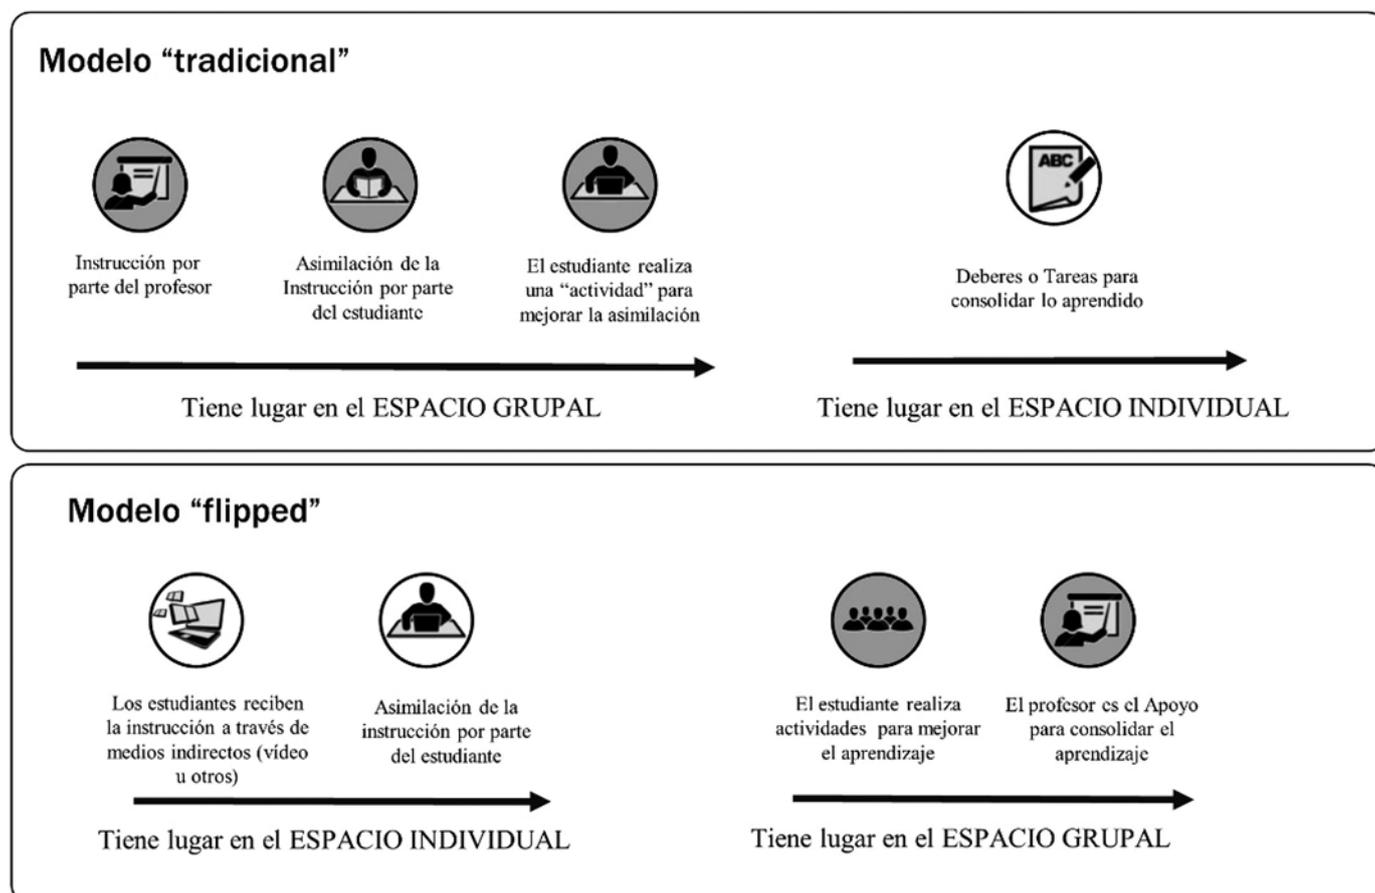 Modelo “tradicional”
ABC
Instrucción por
parte del profesor
Asimilación de la
Instrucción por parte
del estudiante
El estudiante realiza
una “actividad” para
mejorar la asimilación
Deberes o Tareas para
consolidar lo aprendido
Tiene lugar en el ESPACIO GRUPAL
Tiene lugar en el ESPACIO INDIVIDUAL
Modelo “flipped”
Los estudiantes reciben
la instrucción a través de
medios indirectos (vídeo
u otros)
Asimilación de la
instrucción por parte
del estudiante
El estudiante realiza
actividades para mejorar
el aprendizaje
El profesor es el Apoyo
para consolidar el
aprendizaje
Tiene lugar en el ESPACIO INDIVIDUAL
Tiene lugar en el ESPACIO GRUPAL